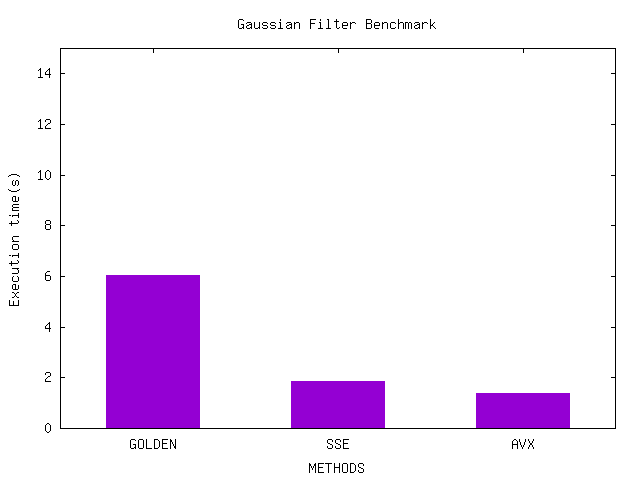 Gaussian Filter Benchmark
14
12
10
8
6
4
2
0
Execution time(s)
GOLDEN SSE AVX
METHODS